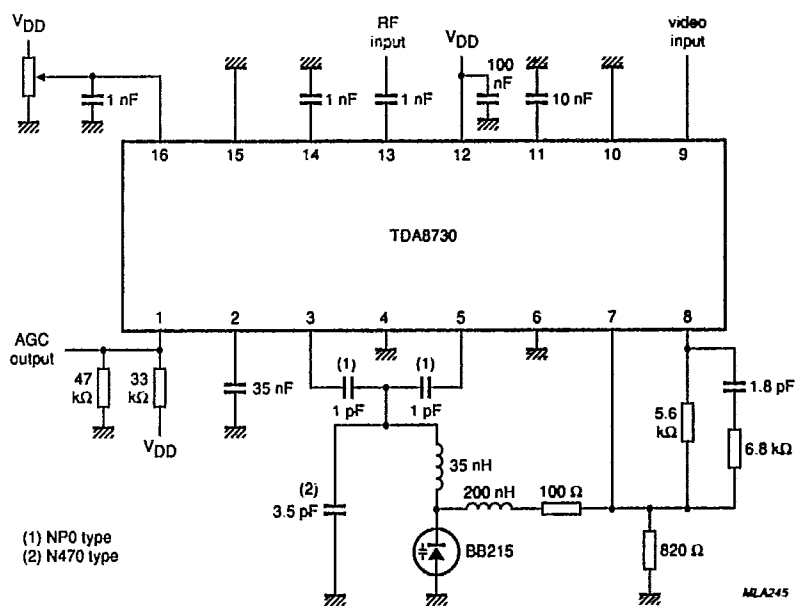 VDD
RF input
VDD
video input
1 nF
1 nF
1 nF
100 nF
10 nF
16 15 14 13 12 11 10 9
TDA8730
1 2 3 4 5 6 7 8
AGC output
47 kΩ
33 kΩ
VDD
35 nF
(1)
1 pF
(1)
1 pF
1.8 pF
5.6 kΩ
6.8 kΩ
35 nH
200 nH
100 Ω
(2)
3.5 pF
BB215
820 Ω
(1) NP0 type
(2) N470 type
MLA245